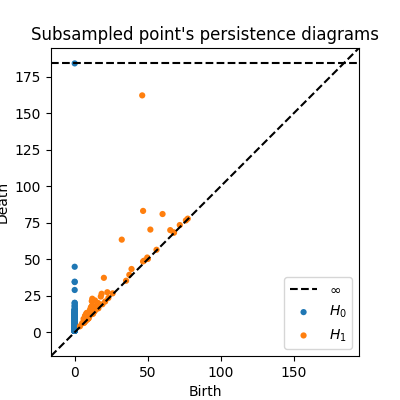 Subsampled point's persistence diagrams
175
150
125
100
75
50
25
0
Death
0 50 100 150
Birth
∞
H₀
H₁